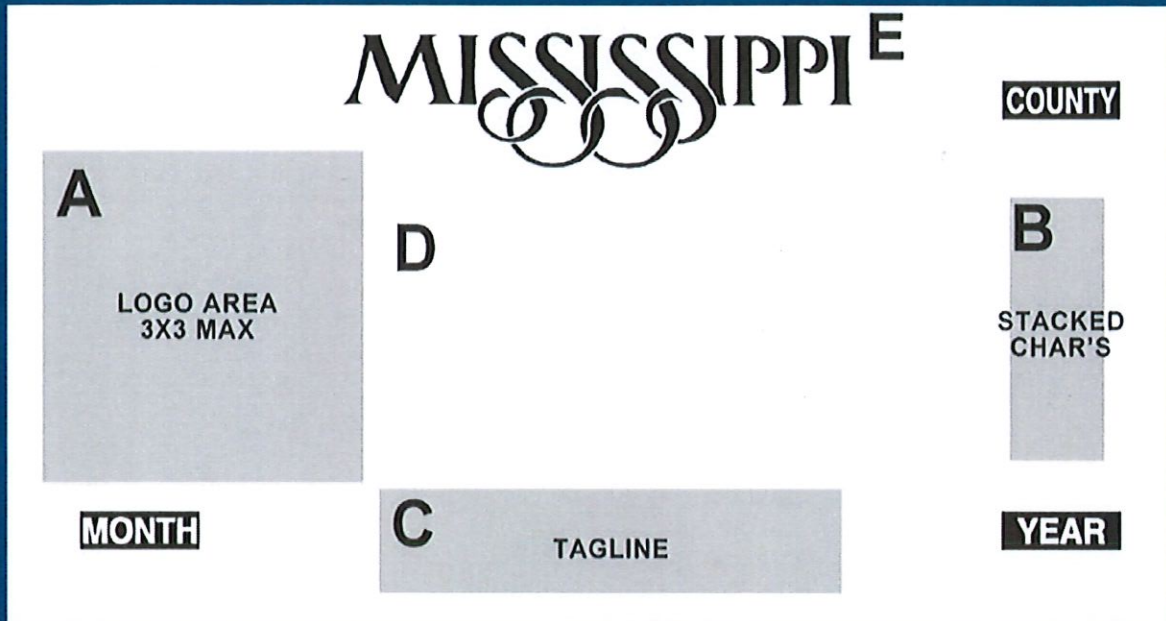 MISSISSIPPI E
COUNTY
A
LOGO AREA
3X3 MAX
D
B
STACKED
CHAR'S
MONTH
C
TAGLINE
YEAR